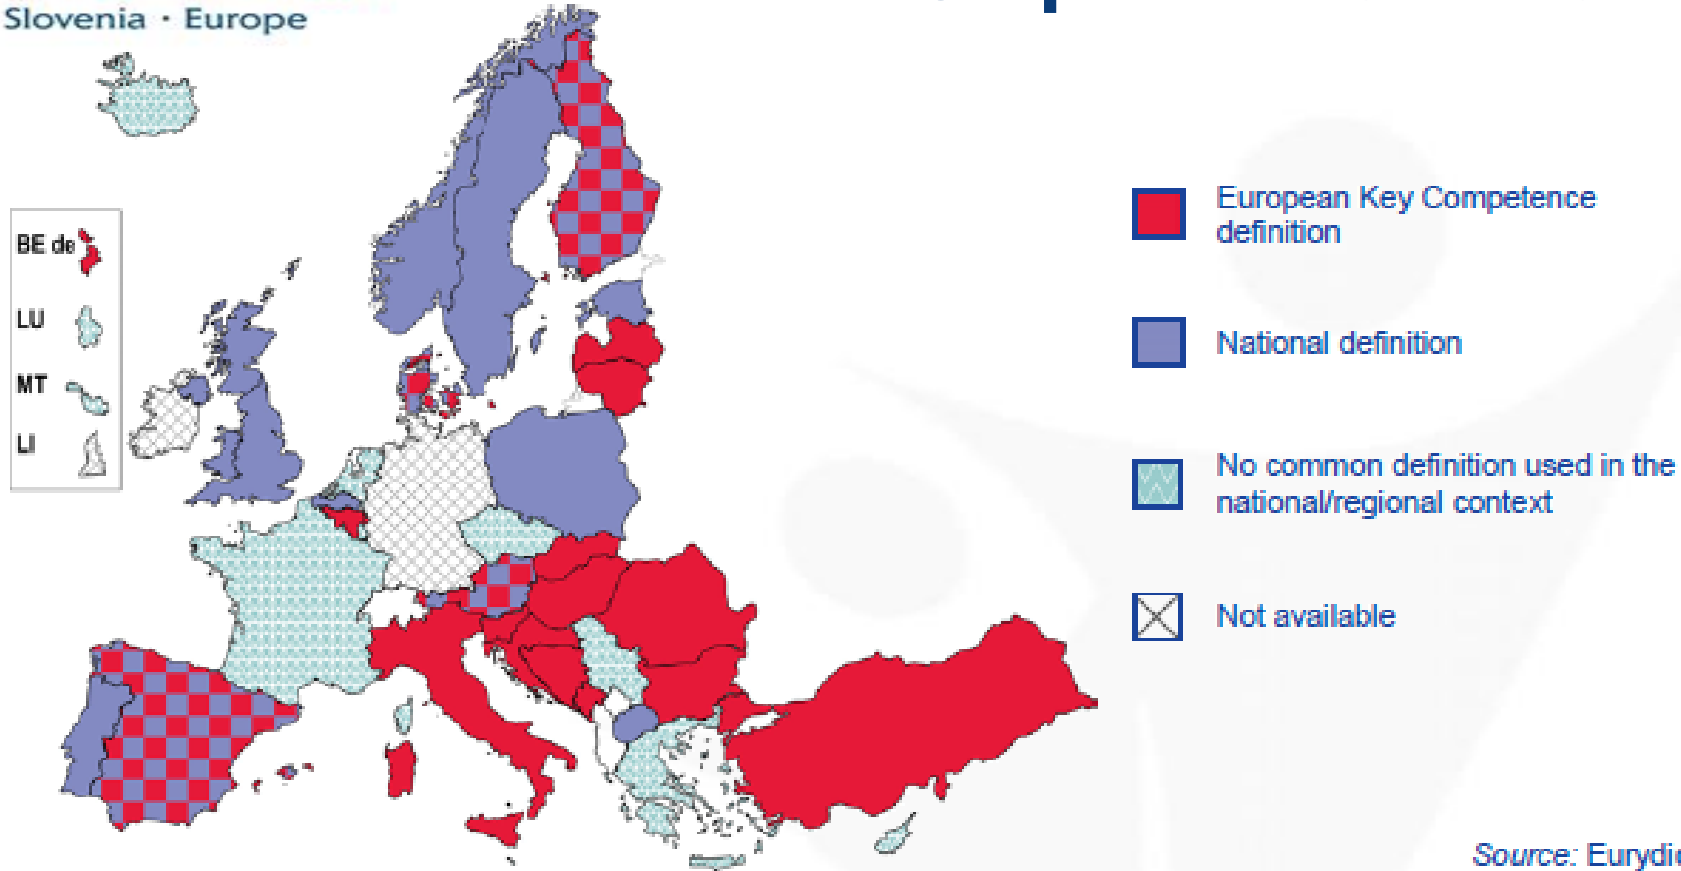 Slovenia · Europe
BE de
LU
MT
LI
European Key Competence
definition
National definition
No common definition used in the
national/regional context
Not available
Source: